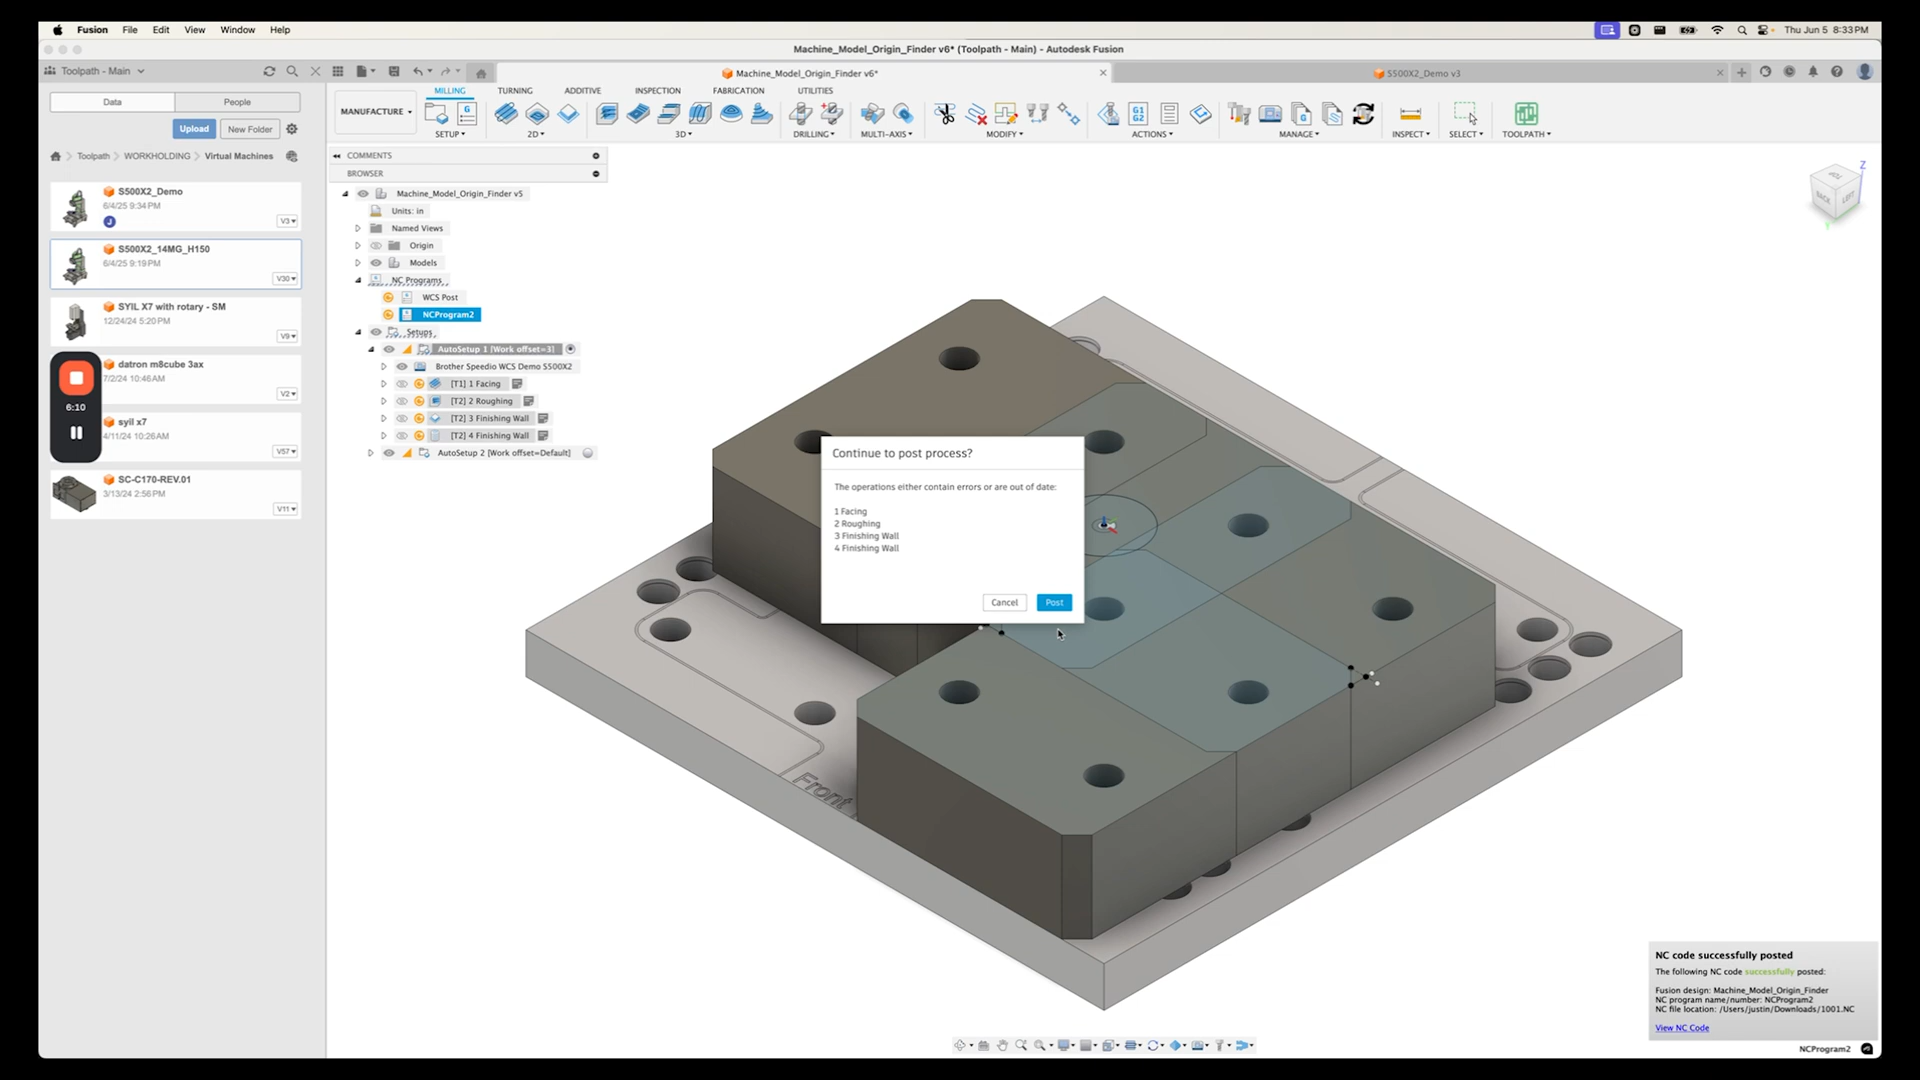 Fusion File Edit View Window Help
Thu Jun 5 8:33 PM
Machine_Model_Origin_Finder v6* (Toolpath - Main) - Autodesk Fusion
Toolpath - Main
Machine_Model_Origin_Finder v6*
S500X2_Demo v3
Data People
Upload New Folder
Toolpath > WORKHOLDING > Virtual Machines
S500X2_Demo
6/4/25 9:34 PM
J
V3
S500X2_14MG_H150
6/4/25 9:19 PM
V30
SYIL X7 with rotary - SM
12/24/24 5:20 PM
V9
datron m8cube 3ax
7/2/24 10:46 AM
V2
6:10
syil x7
4/11/24 10:26 AM
V57
SC-C170-REV.01
3/13/24 2:56 PM
V11
MANUFACTURE
MILLING TURNING ADDITIVE INSPECTION FABRICATION UTILITIES
G
G1
G2
G
SETUP 2D 3D DRILLING MULTI-AXIS MODIFY ACTIONS MANAGE INSPECT SELECT TOOLPATH
COMMENTS
BROWSER
Machine_Model_Origin_Finder v5
Units: in
Named Views
Origin
Models
NC Programs
WCS Post
NCProgram2
Setups
AutoSetup 1 [Work offset=3]
Brother Speedio WCS Demo S500X2
[T1] 1 Facing
[T2] 2 Roughing
[T2] 3 Finishing Wall
[T2] 4 Finishing Wall
AutoSetup 2 [Work offset=Default]
Z
TOP
BACK
LEFT
Y
Continue to post process?
The operations either contain errors or are out of date:
1 Facing
2 Roughing
3 Finishing Wall
4 Finishing Wall
Cancel Post
Front
NC code successfully posted
The following NC code successfully posted:
Fusion design: Machine_Model_Origin_Finder
NC program name/number: NCProgram2
NC file location: /Users/justin/Downloads/1001.NC
View NC Code
NCProgram2